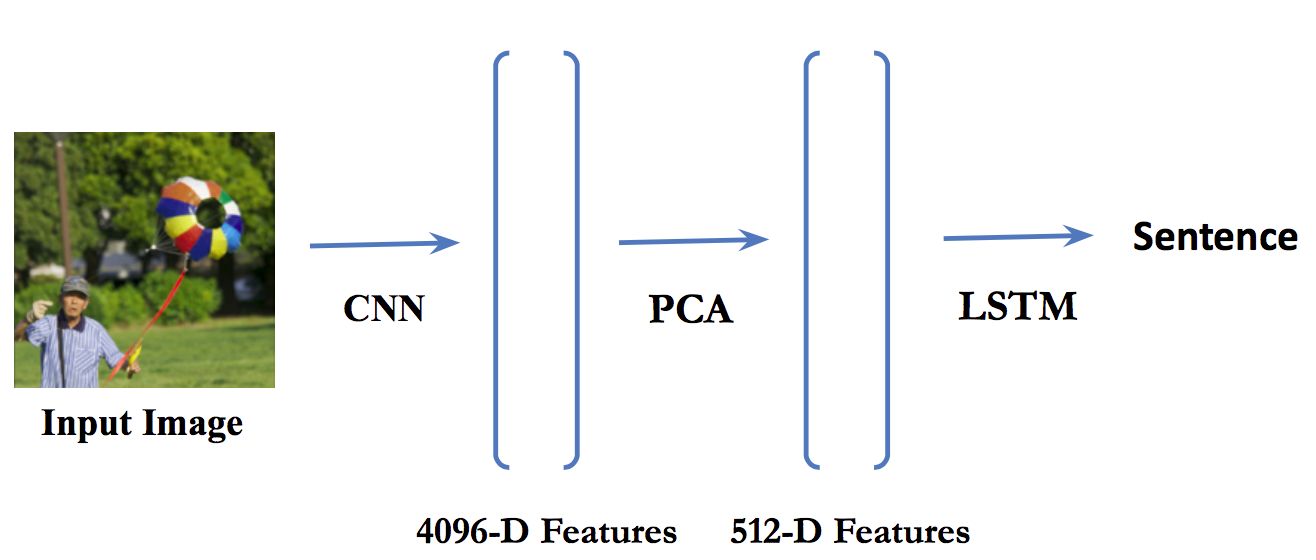 Input Image
CNN
4096-D Features
PCA
512-D Features
LSTM
Sentence